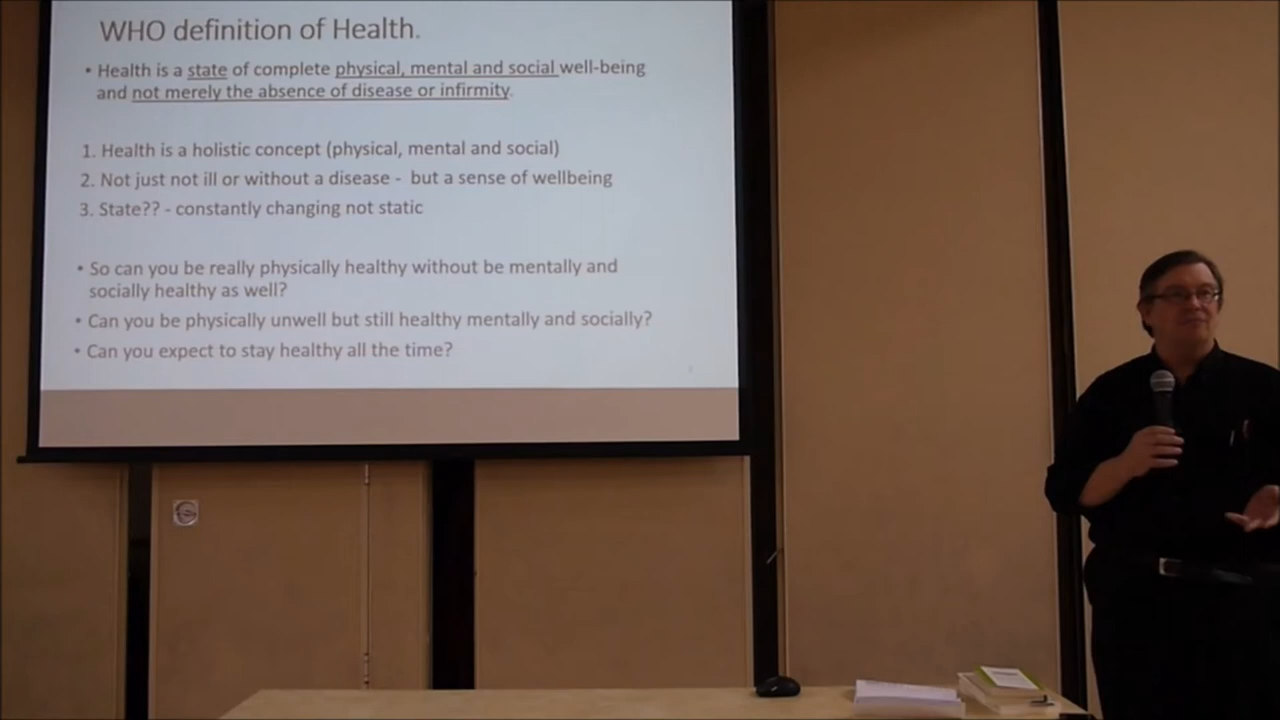 WHO definition of Health.
• Health is a state of complete physical, mental and social well-being
and not merely the absence of disease or infirmity.
1. Health is a holistic concept (physical, mental and social)
2. Not just not ill or without a disease - but a sense of wellbeing
3. State?? - constantly changing not static
• So can you be really physically healthy without be mentally and
socially healthy as well?
• Can you be physically unwell but still healthy mentally and socially?
• Can you expect to stay healthy all the time?